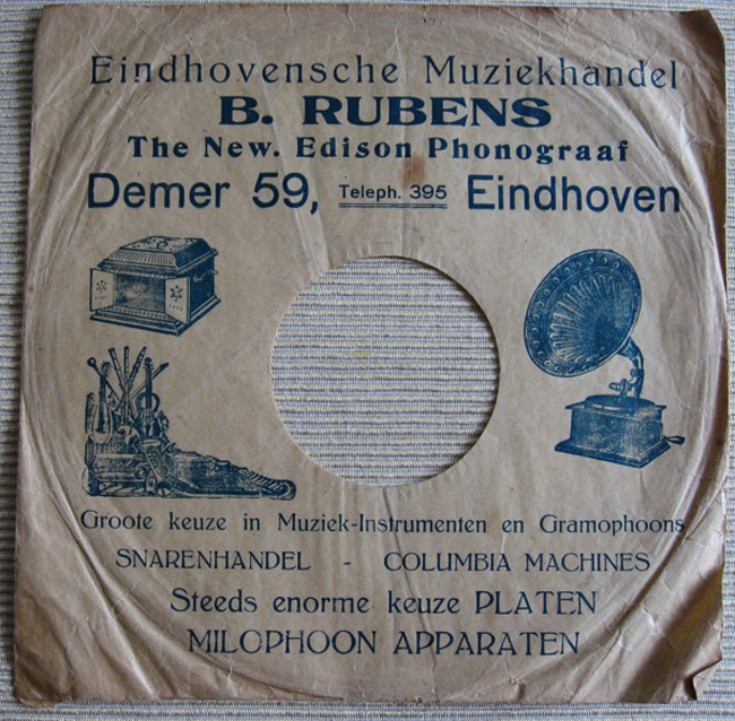 Eindhovensche Muziekhandel
B. RUBENS
The New. Edison Phonograaf
Demer 59, Teleph. 395 Eindhoven
Groote keuze in Muziek-Instrumenten en Gramophoons
SNARENHANDEL - COLUMBIA MACHINES
Steeds enorme keuze PLATEN
MILOPHOON APPARATEN